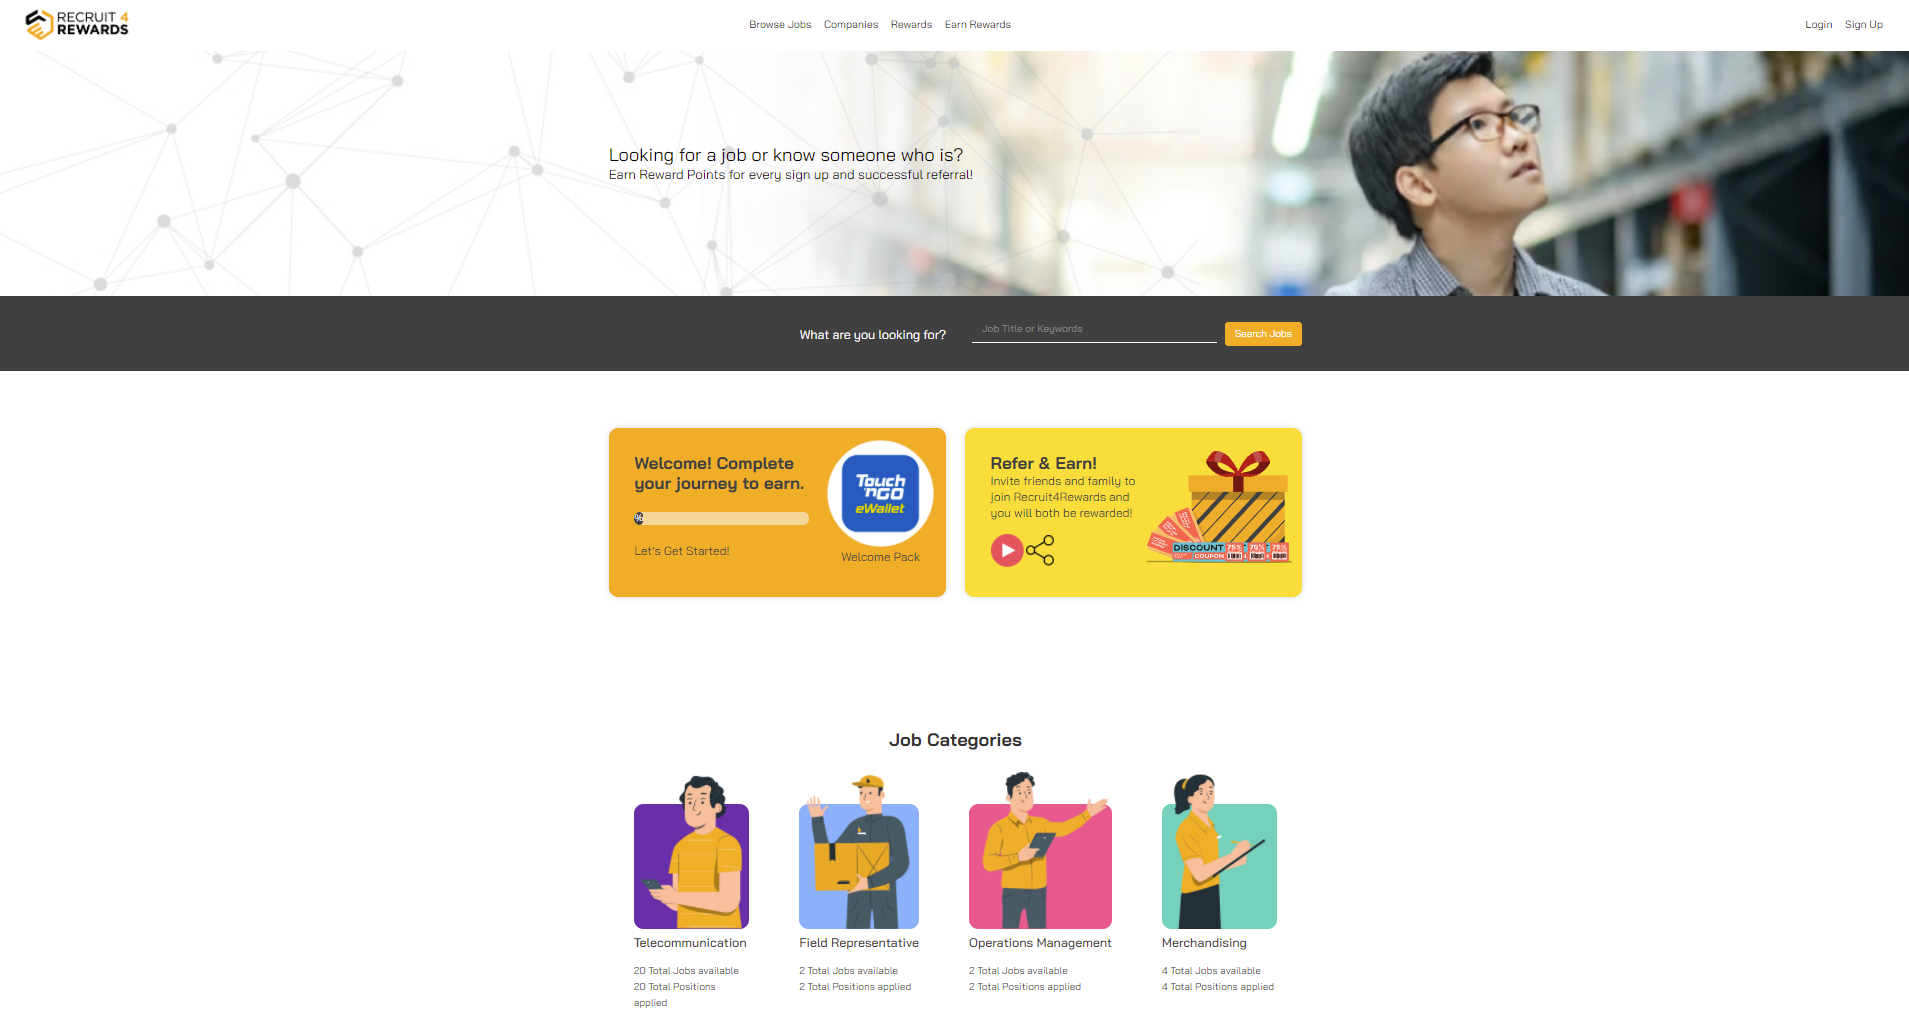 RECRUIT 4
REWARDS
Browse Jobs Companies Rewards Earn Rewards
Login Sign Up
Looking for a job or know someone who is?
Earn Reward Points for every sign up and successful referral!
What are you looking for?
Job Title or Keywords
Search Jobs
Welcome! Complete
your journey to earn.
%
Let's Get Started!
Touch
'nGO
eWallet
Welcome Pack
Refer & Earn!
Invite friends and family to
join Recruit4Rewards and
you will both be rewarded!
DISCOUNT 75% 75% 75%
COUPON
Job Categories
Telecommunication
20 Total Jobs available
20 Total Positions
applied
Field Representative
2 Total Jobs available
2 Total Positions applied
Operations Management
2 Total Jobs available
2 Total Positions applied
Merchandising
4 Total Jobs available
4 Total Positions applied